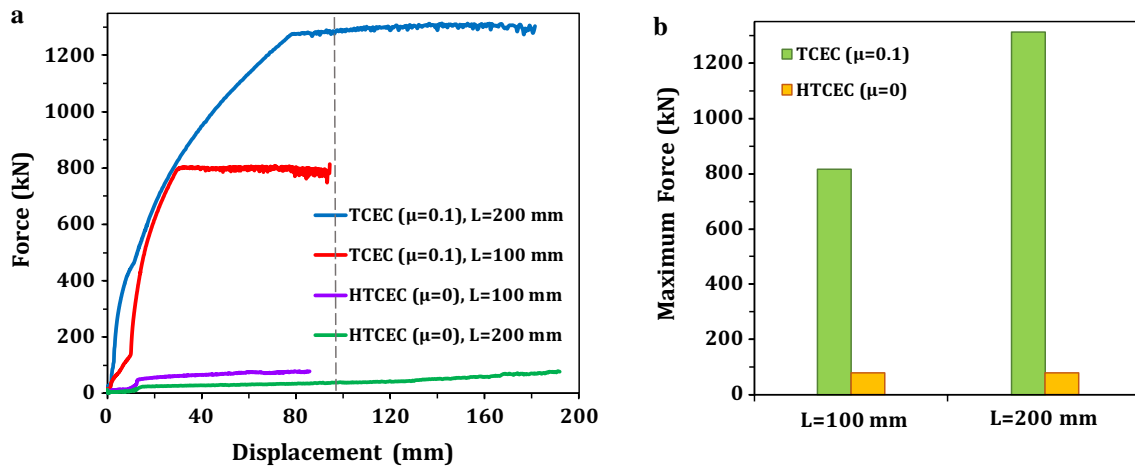 a
Force (kN)
1200
1000
800
600
400
200
0
0
40
80
120
160
200
Displacement (mm)
TCEC (μ=0.1), L=200 mm
TCEC (μ=0.1), L=100 mm
HTCEC (μ=0), L=100 mm
HTCEC (μ=0), L=200 mm
b
Maximum Force (kN)
1200
1000
800
600
400
200
0
TCEC (μ=0.1)
HTCEC (μ=0)
L=100 mm
L=200 mm